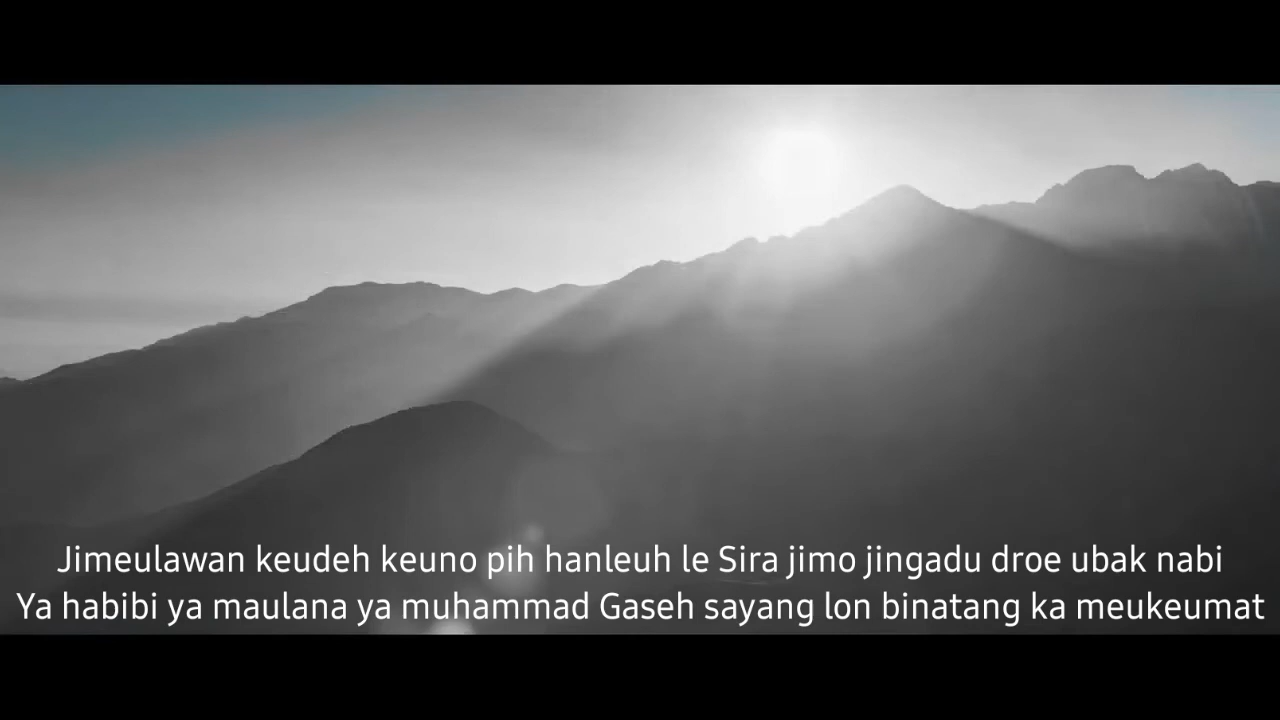 Jimeulawan keudeh keuno pih hanleuh le Sira jimo jingadu droe ubak nabi
Ya habibi ya maulana ya muhammad Gaseh sayang lon binatang ka meukeumat